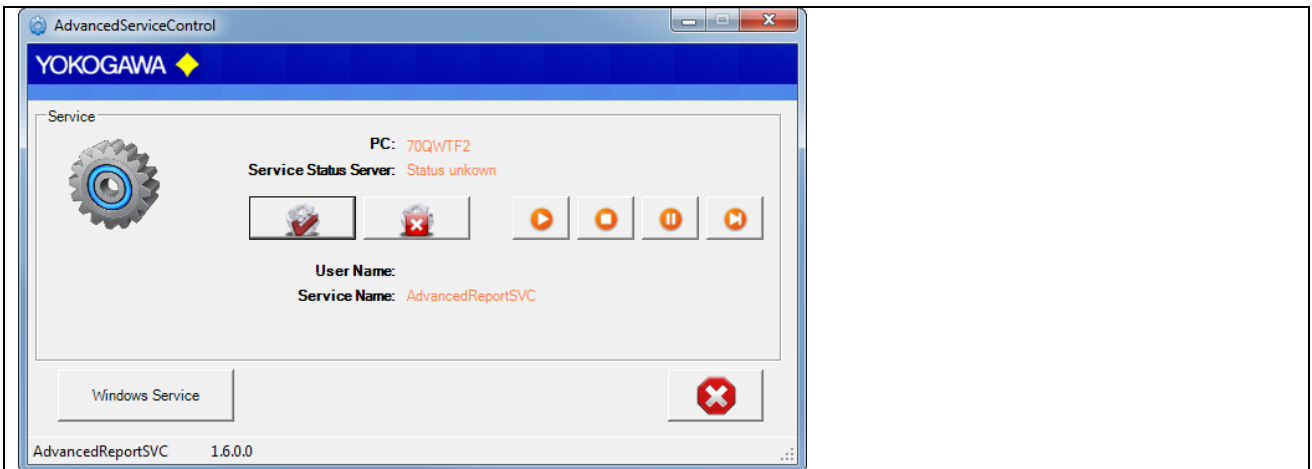 AdvancedServiceControl
YOKOGAWA
Service
PC: 70QWTF2
Service Status Server: Status unkown
User Name:
Service Name: AdvancedReportSVC
Windows Service
AdvancedReportSVC 1.6.0.0